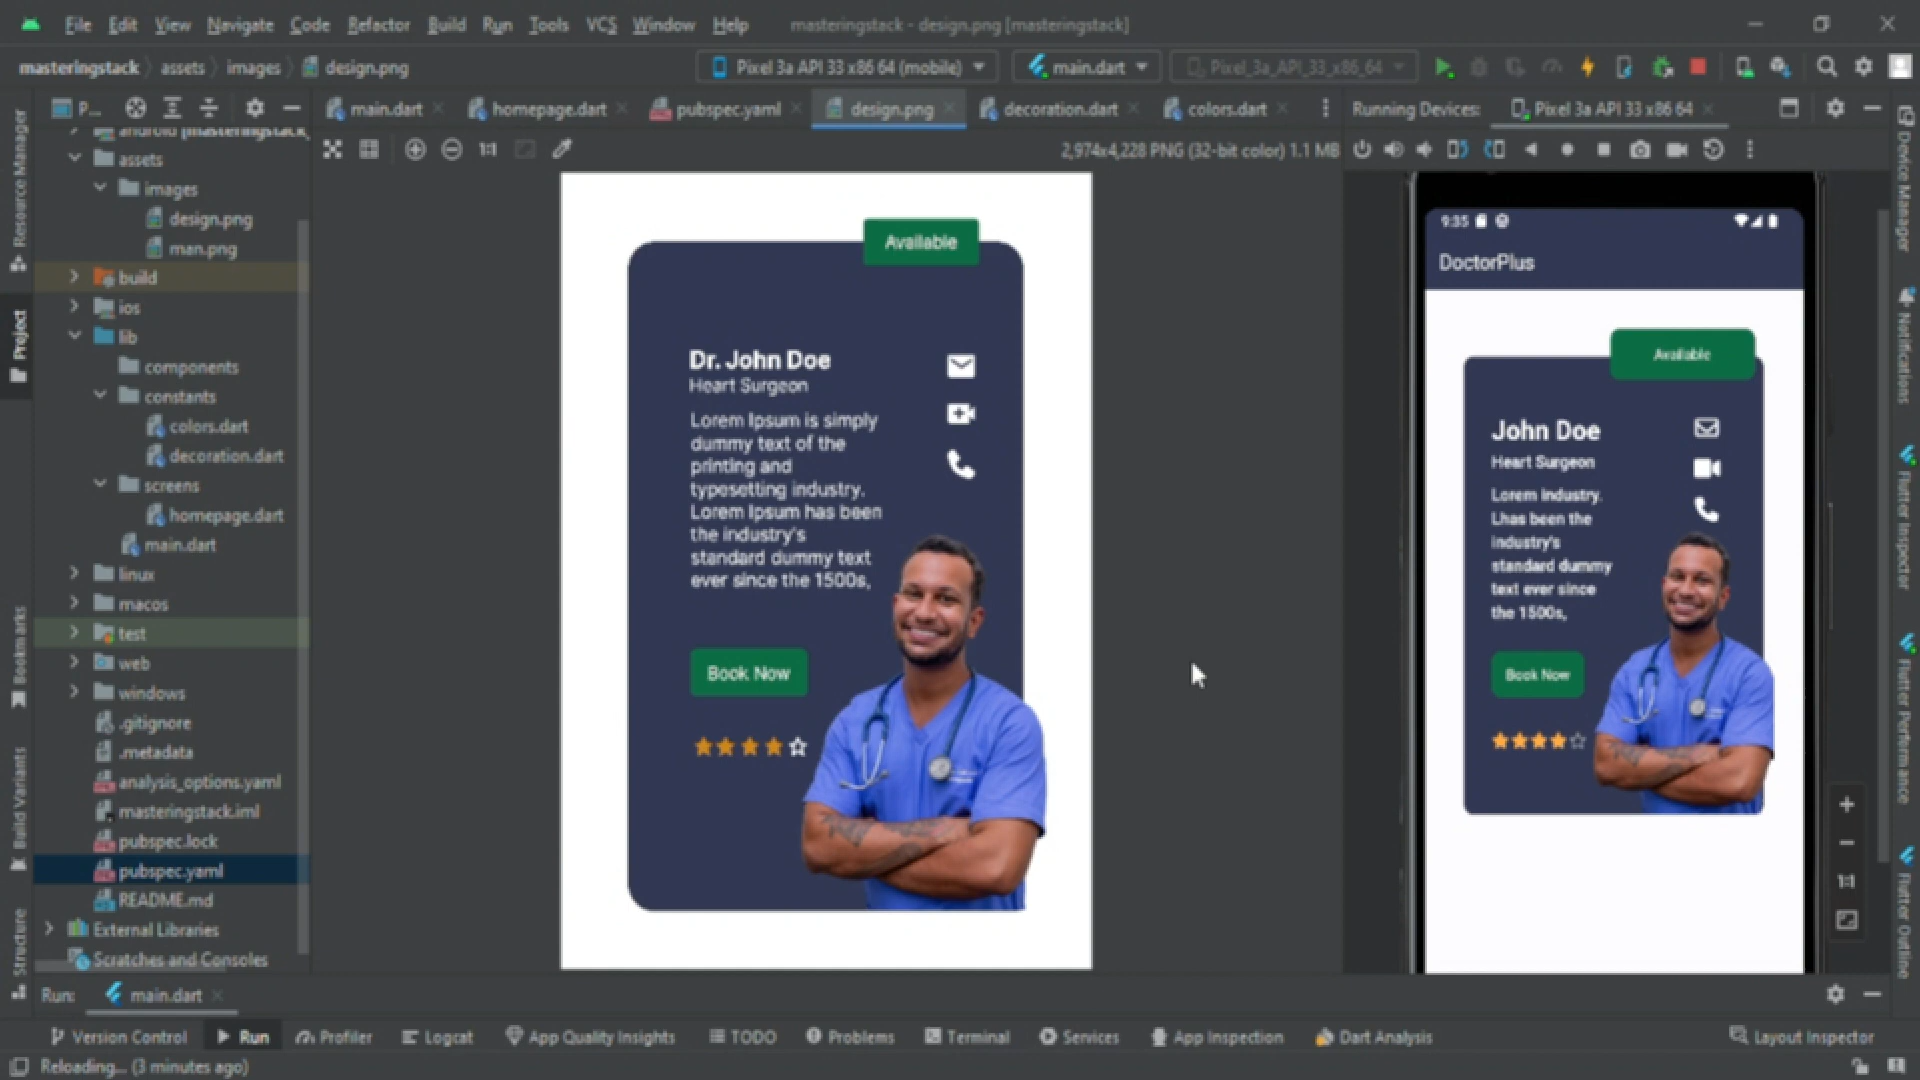 File Edit View Navigate Code Refactor Build Run Tools VCS Window Help masteringstack - design.png [masteringstack]
masteringstack assets images design.png Pixel 3a API 33 x86 64 (mobile) main.dart Pixel_3a_API_33_x86_64
P... main.dart homepage.dart pubspec.yaml design.png decoration.dart colors.dart Running Devices: Pixel 3a API 33 x86 64
1:1 2,974x4,228 PNG (32-bit color) 1.1 MB
Resource Manager
Project
Bookmarks
Build Variants
Structure
android [masteringstack_
assets
images
design.png
man.png
build
ios
lib
components
constants
colors.dart
decoration.dart
screens
homepage.dart
main.dart
linux
macos
test
web
windows
.gitignore
.metadata
analysis_options.yaml
masteringstack.iml
pubspec.lock
pubspec.yaml
README.md
External Libraries
Scratches and Consoles
Available
Dr. John Doe
Heart Surgeon
Lorem Ipsum is simply
dummy text of the
printing and
typesetting industry.
Lorem Ipsum has been
the industry's
standard dummy text
ever since the 1500s,
Book Now
9:35
DoctorPlus
Available
John Doe
Heart Surgeon
Lorem Industry.
Lhas been the
industry's
standard dummy
text ever since
the 1500s,
Book Now
1:1
Device Manager
Notifications
Flutter Inspector
Flutter Performance
Flutter Outline
Run: main.dart
Version Control Run Profiler Logcat App Quality Insights TODO Problems Terminal Services App Inspection Dart Analysis Layout Inspector
Reloading... (3 minutes ago)